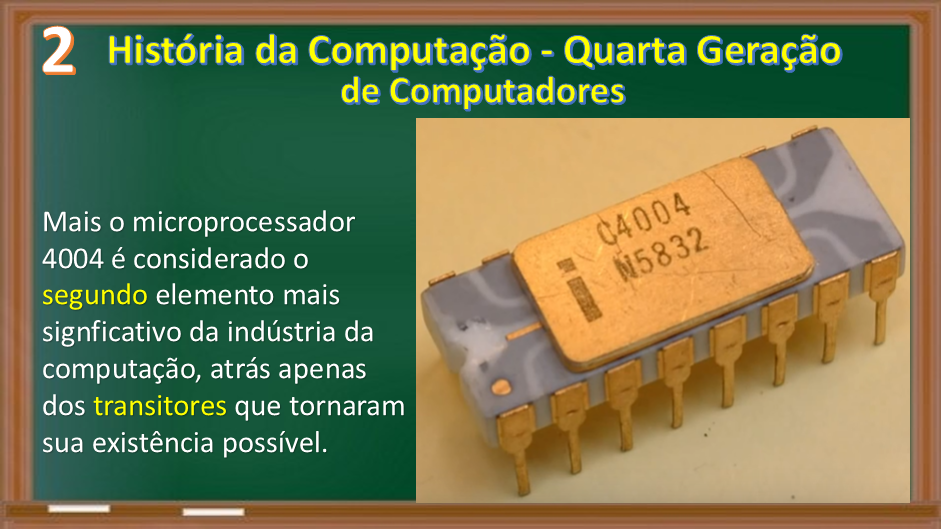 2
História da Computação - Quarta Geração
de Computadores
Mais o microprocessador
4004 é considerado o
segundo elemento mais
signficativo da indústria da
computação, atrás apenas
dos transitores que tornaram
sua existência possível.
C4004
N5832
i